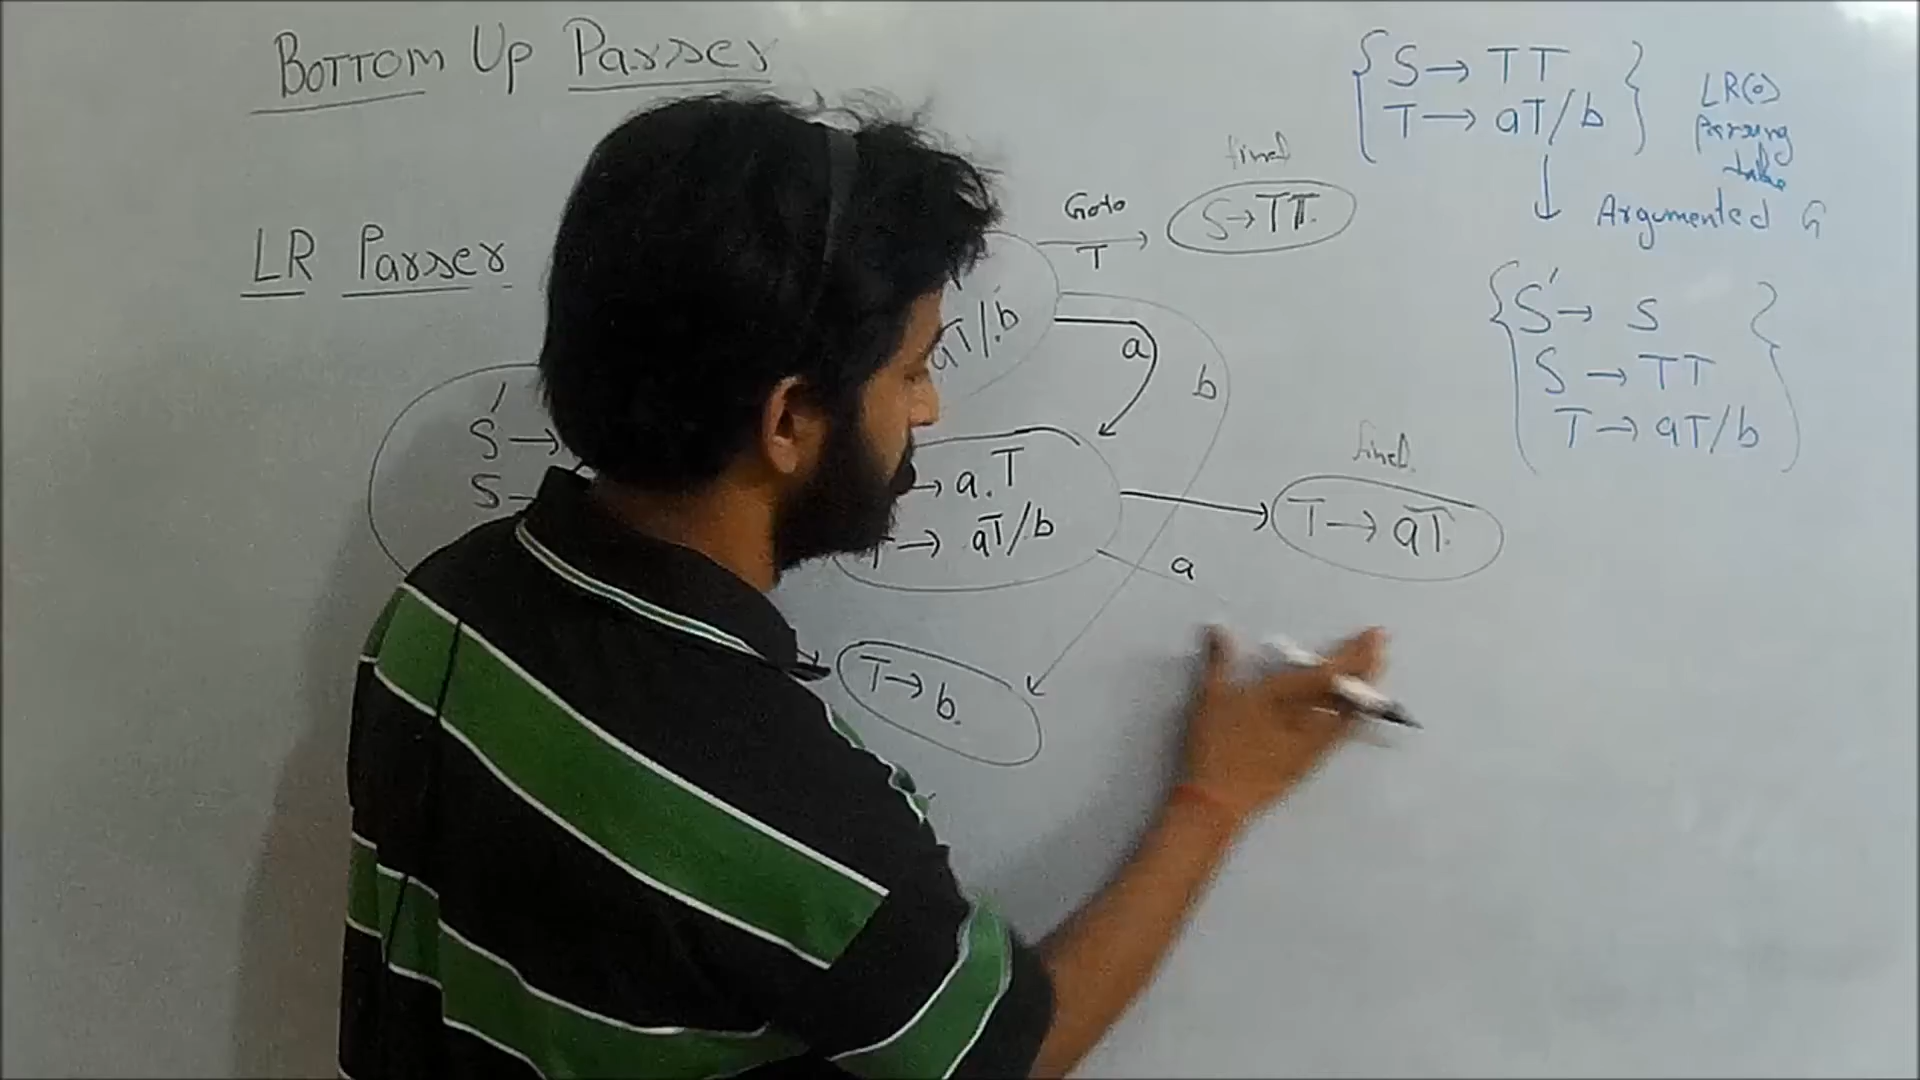 BOTTOM UP Parser
LR Parser
S' →
S
Goto
T
final
S → TT.
aT/.b
a
b
→ a.T
T → aT/b
a
final
T → aT.
T → b.
S → TT
T → aT/b
LR(0)
Parsing
table
Argumented G
S' → S
S → TT
T → aT/b